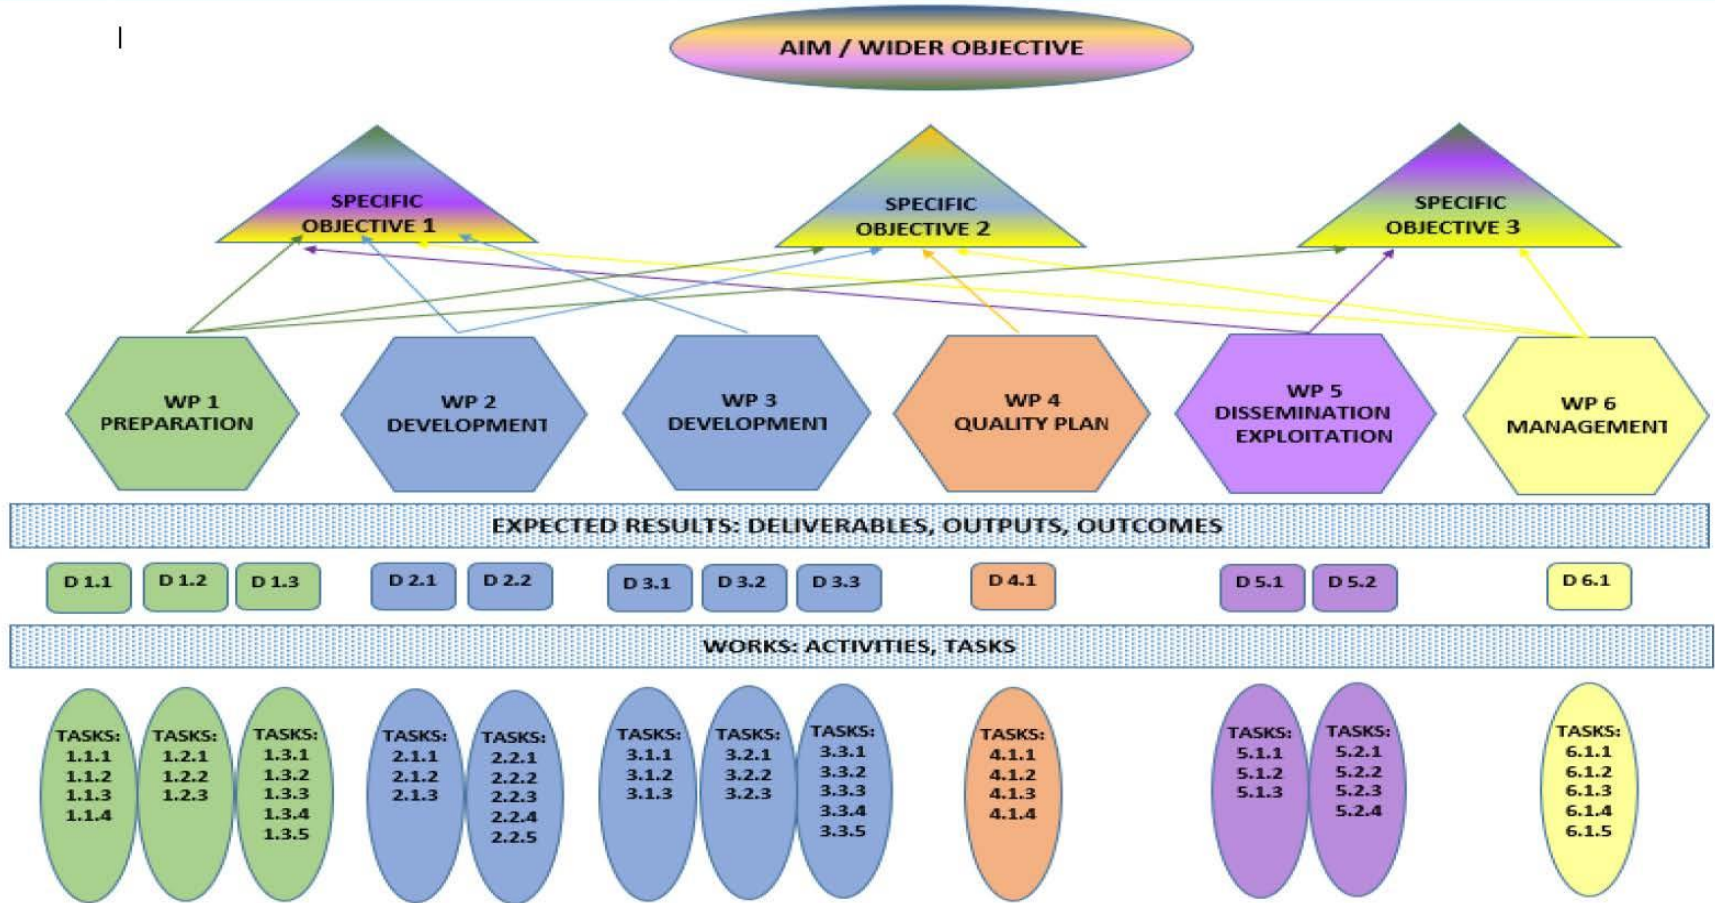 AIM / WIDER OBJECTIVE
SPECIFIC
OBJECTIVE 1
SPECIFIC
OBJECTIVE 2
SPECIFIC
OBJECTIVE 3
WP 1
PREPARATION
WP 2
DEVELOPMENT
WP 3
DEVELOPMENT
WP 4
QUALITY PLAN
WP 5
DISSEMINATION
EXPLOITATION
WP 6
MANAGEMENT
EXPECTED RESULTS: DELIVERABLES, OUTPUTS, OUTCOMES
D 1.1
D 1.2
D 1.3
D 2.1
D 2.2
D 3.1
D 3.2
D 3.3
D 4.1
D 5.1
D 5.2
D 6.1
WORKS: ACTIVITIES, TASKS
TASKS:
1.1.1
1.1.2
1.1.3
1.1.4
TASKS:
1.2.1
1.2.2
1.2.3
TASKS:
1.3.1
1.3.2
1.3.3
1.3.4
1.3.5
TASKS:
2.1.1
2.1.2
2.1.3
TASKS:
2.2.1
2.2.2
2.2.3
2.2.4
2.2.5
TASKS:
3.1.1
3.1.2
3.1.3
TASKS:
3.2.1
3.2.2
3.2.3
TASKS:
3.3.1
3.3.2
3.3.3
3.3.4
3.3.5
TASKS:
4.1.1
4.1.2
4.1.3
4.1.4
TASKS:
5.1.1
5.1.2
5.1.3
TASKS:
5.2.1
5.2.2
5.2.3
5.2.4
TASKS:
6.1.1
6.1.2
6.1.3
6.1.4
6.1.5